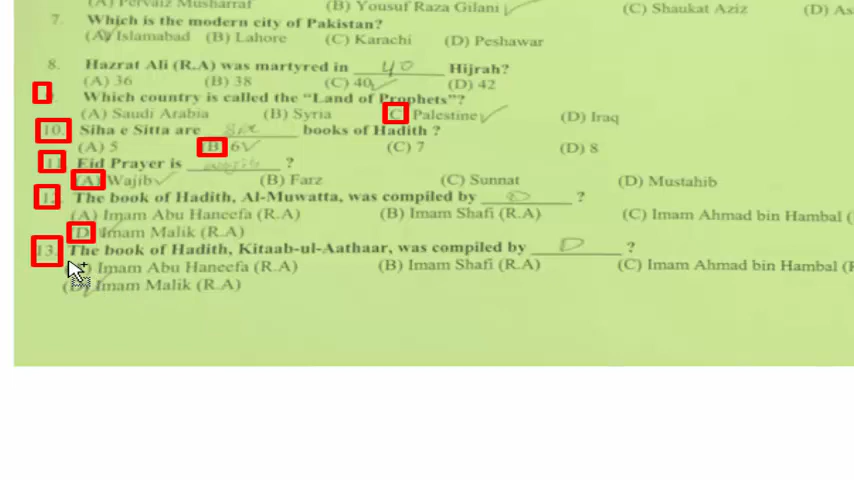 (A) Pervaiz Musharraf (B) Yousuf Raza Gilani (C) Shaukat Aziz (D)
7. Which is the modern city of Pakistan?
(A) Islamabad (B) Lahore (C) Karachi (D) Peshawar
8. Hazrat Ali (R.A) was martyred in 40 Hijrah?
(A) 36 (B) 38 (C) 40 (D) 42
Which country is called the “Land of Prophets”?
(A) Saudi Arabia (B) Syria C Palestine (D) Iraq
10. Siha e Sitta are six books of Hadith ?
(A) 5 (B) 6 (C) 7 (D) 8
11. Eid Prayer is wajib ?
(A) Wajib (B) Farz (C) Sunnat (D) Mustahib
12. The book of Hadith, Al-Muwatta, was compiled by D ?
(A) Imam Abu Haneefa (R.A) (B) Imam Shafi (R.A) (C) Imam Ahmad bin Hambal (
D Imam Malik (R.A)
13. The book of Hadith, Kitaab-ul-Aathaar, was compiled by D ?
Imam Abu Haneefa (R.A) (B) Imam Shafi (R.A) (C) Imam Ahmad bin Hambal (R
(D) Imam Malik (R.A)